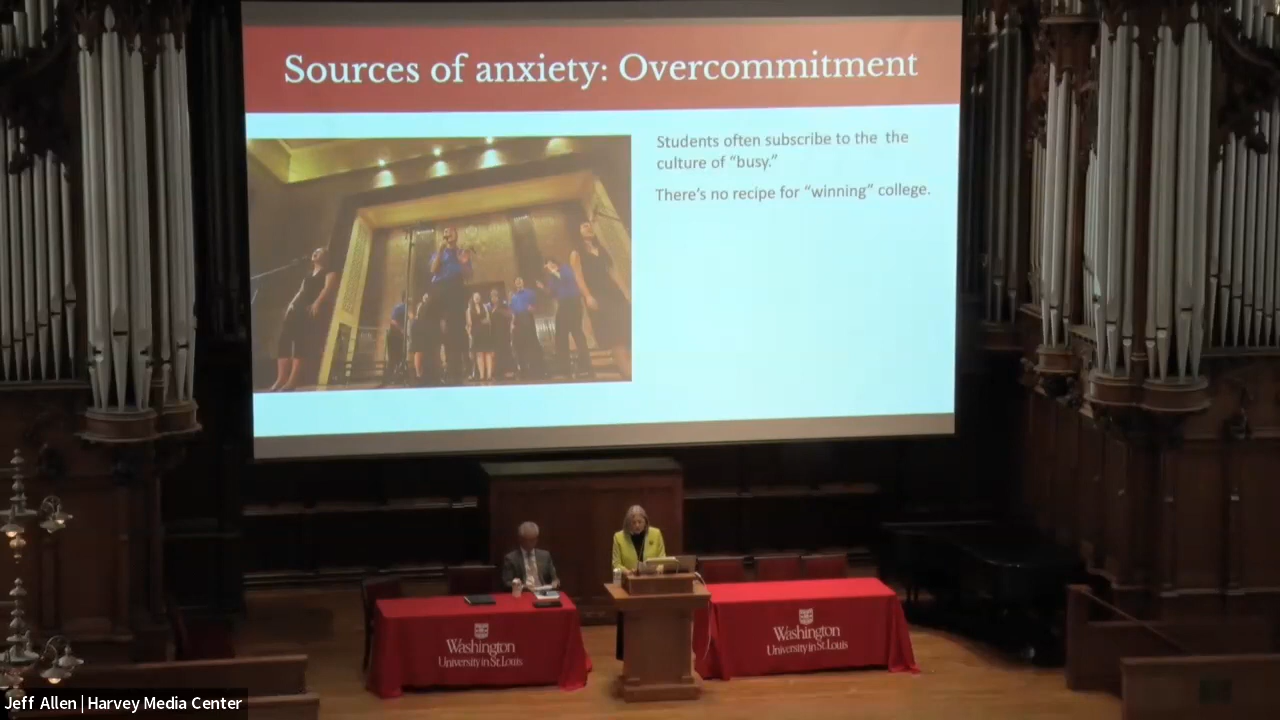 Sources of anxiety: Overcommitment
Students often subscribe to the  the
culture of “busy.”
There’s no recipe for “winning” college.
Washington
University in St. Louis
Washington
University in St. Louis
Jeff Allen | Harvey Media Center